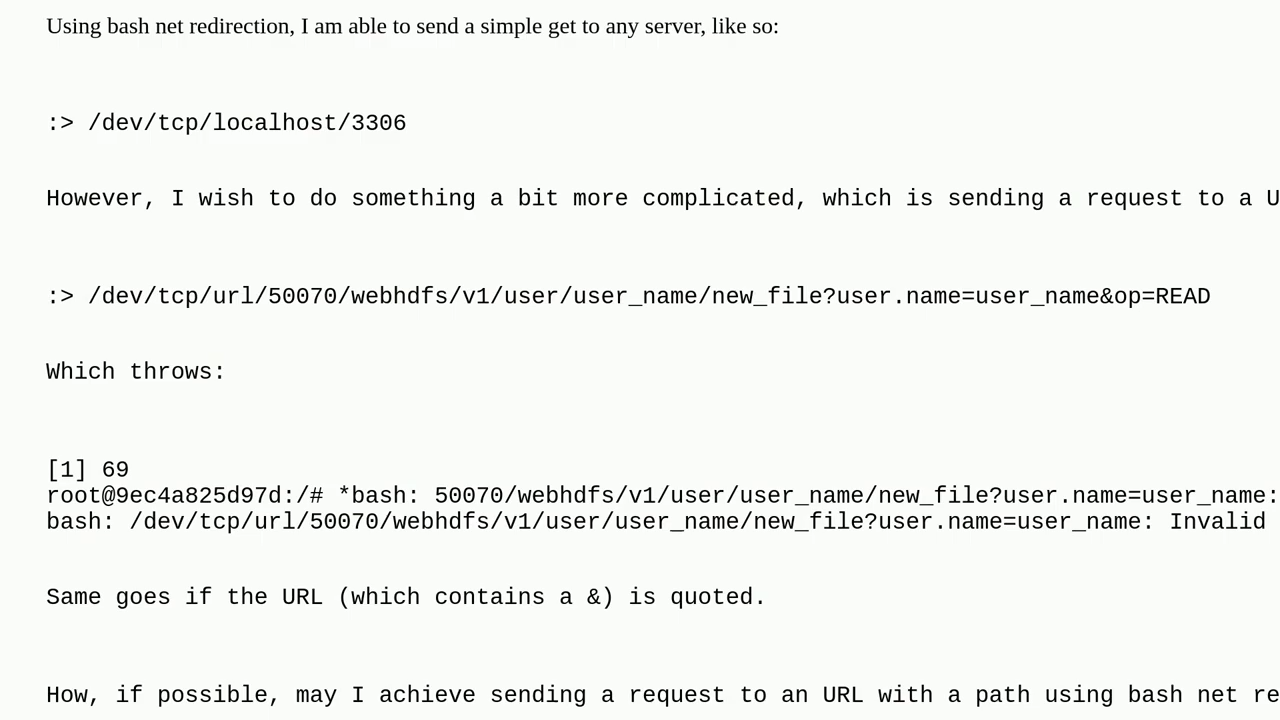 Using bash net redirection, I am able to send a simple get to any server, like so:
:> /dev/tcp/localhost/3306
However, I wish to do something a bit more complicated, which is sending a request to a U
:> /dev/tcp/url/50070/webhdfs/v1/user/user_name/new_file?user.name=user_name&op=READ
Which throws:
[1] 69
root@9ec4a825d97d:/# *bash: 50070/webhdfs/v1/user/user_name/new_file?user.name=user_name:
bash: /dev/tcp/url/50070/webhdfs/v1/user/user_name/new_file?user.name=user_name: Invalid
Same goes if the URL (which contains a &) is quoted.
How, if possible, may I achieve sending a request to an URL with a path using bash net re